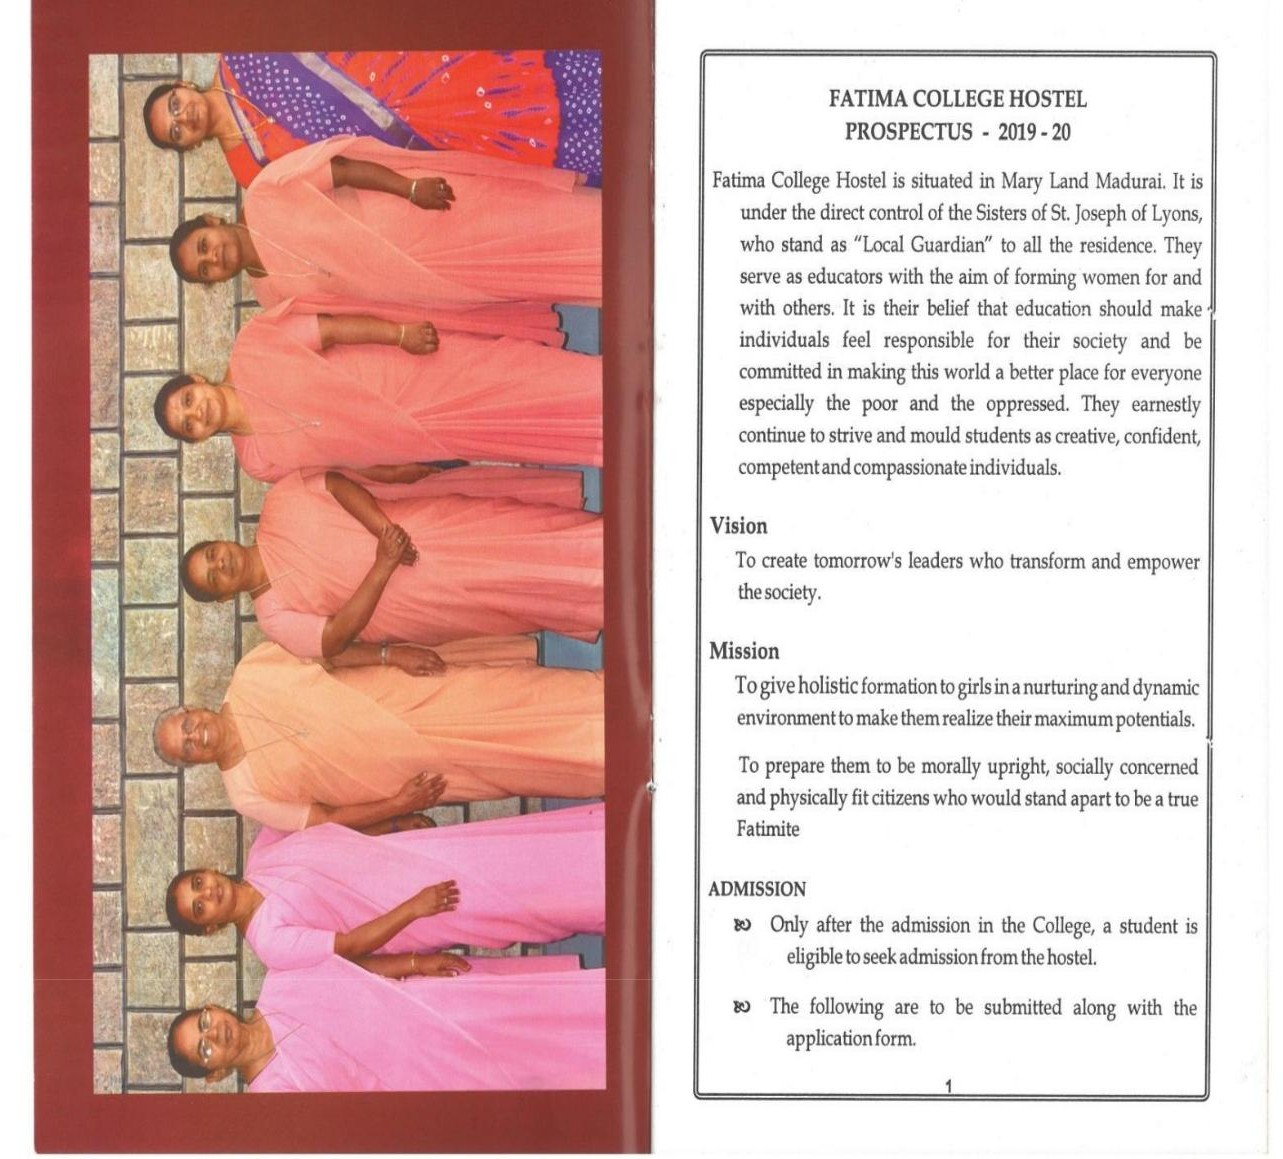 FATIMA COLLEGE HOSTEL
PROSPECTUS - 2019 - 20
Fatima College Hostel is situated in Mary Land Madurai. It is
under the direct control of the Sisters of St. Joseph of Lyons,
who stand as “Local Guardian” to all the residence. They
serve as educators with the aim of forming women for and
with others. It is their belief that education should make
individuals feel responsible for their society and be
committed in making this world a better place for everyone
especially the poor and the oppressed. They earnestly
continue to strive and mould students as creative, confident,
competent and compassionate individuals.
Vision
To create tomorrow's leaders who transform and empower
the society.
Mission
To give holistic formation to girls in a nurturing and dynamic
environment to make them realize their maximum potentials.
To prepare them to be morally upright, socially concerned
and physically fit citizens who would stand apart to be a true
Fatimite
ADMISSION
Only after the admission in the College, a student is
eligible to seek admission from the hostel.
The following are to be submitted along with the
application form.
1